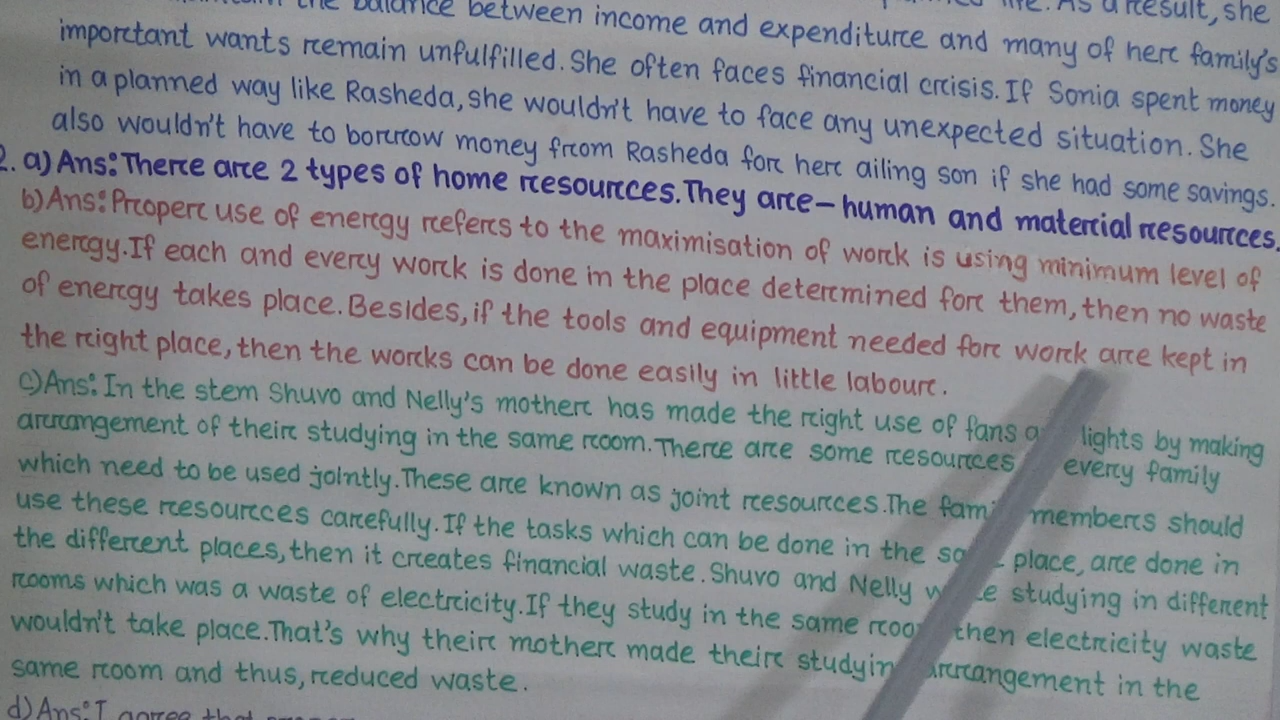 the balance between income and expenditure and many of her family's life. As a result, she
important wants remain unfulfilled. She often faces financial crisis. If Sonia spent money
in a planned way like Rasheda, she wouldn't have to face any unexpected situation. She
also wouldn't have to borrow money from Rasheda for her ailing son if she had some savings.
2. a) Ans: There are 2 types of home resources. They are – human and material resources.
b) Ans: Proper use of energy refers to the maximisation of work is using minimum level of
energy. If each and every work is done in the place determined for them, then no waste
of energy takes place. Besides, if the tools and equipment needed for work are kept in
the right place, then the works can be done easily in little labour.
c) Ans: In the stem Shuvo and Nelly's mother has made the right use of fans lights by making
arrangement of their studying in the same room. There are some resources every family
which need to be used jointly. These are known as joint resources. The members should
use these resources carefully. If the tasks which can be done in the place, are done in
the different places, then it creates financial waste. Shuvo and Nelly studying in different
rooms which was a waste of electricity. If they study in the same then electricity waste
wouldn't take place. That's why their mother made their arrangement in the
same room and thus, reduced waste.
d) Ans: I agree that